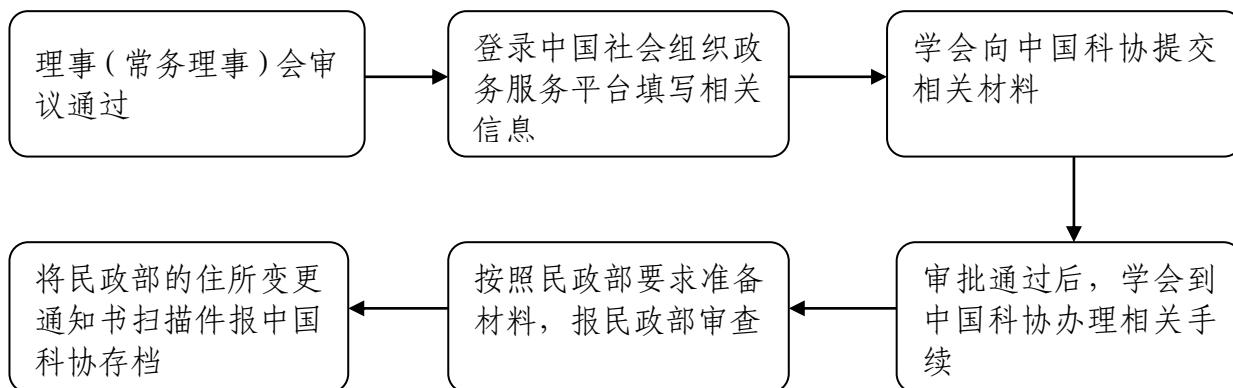 理事(常务理事)会审
议通过
登录中国社会组织政
务服务平台填写相关
信息
学会向中国科协提交
相关材料
审批通过后，学会到
中国科协办理相关手
续
按照民政部要求准备
材料，报民政部审查
将民政部的住所变更
通知书扫描件报中国
科协存档